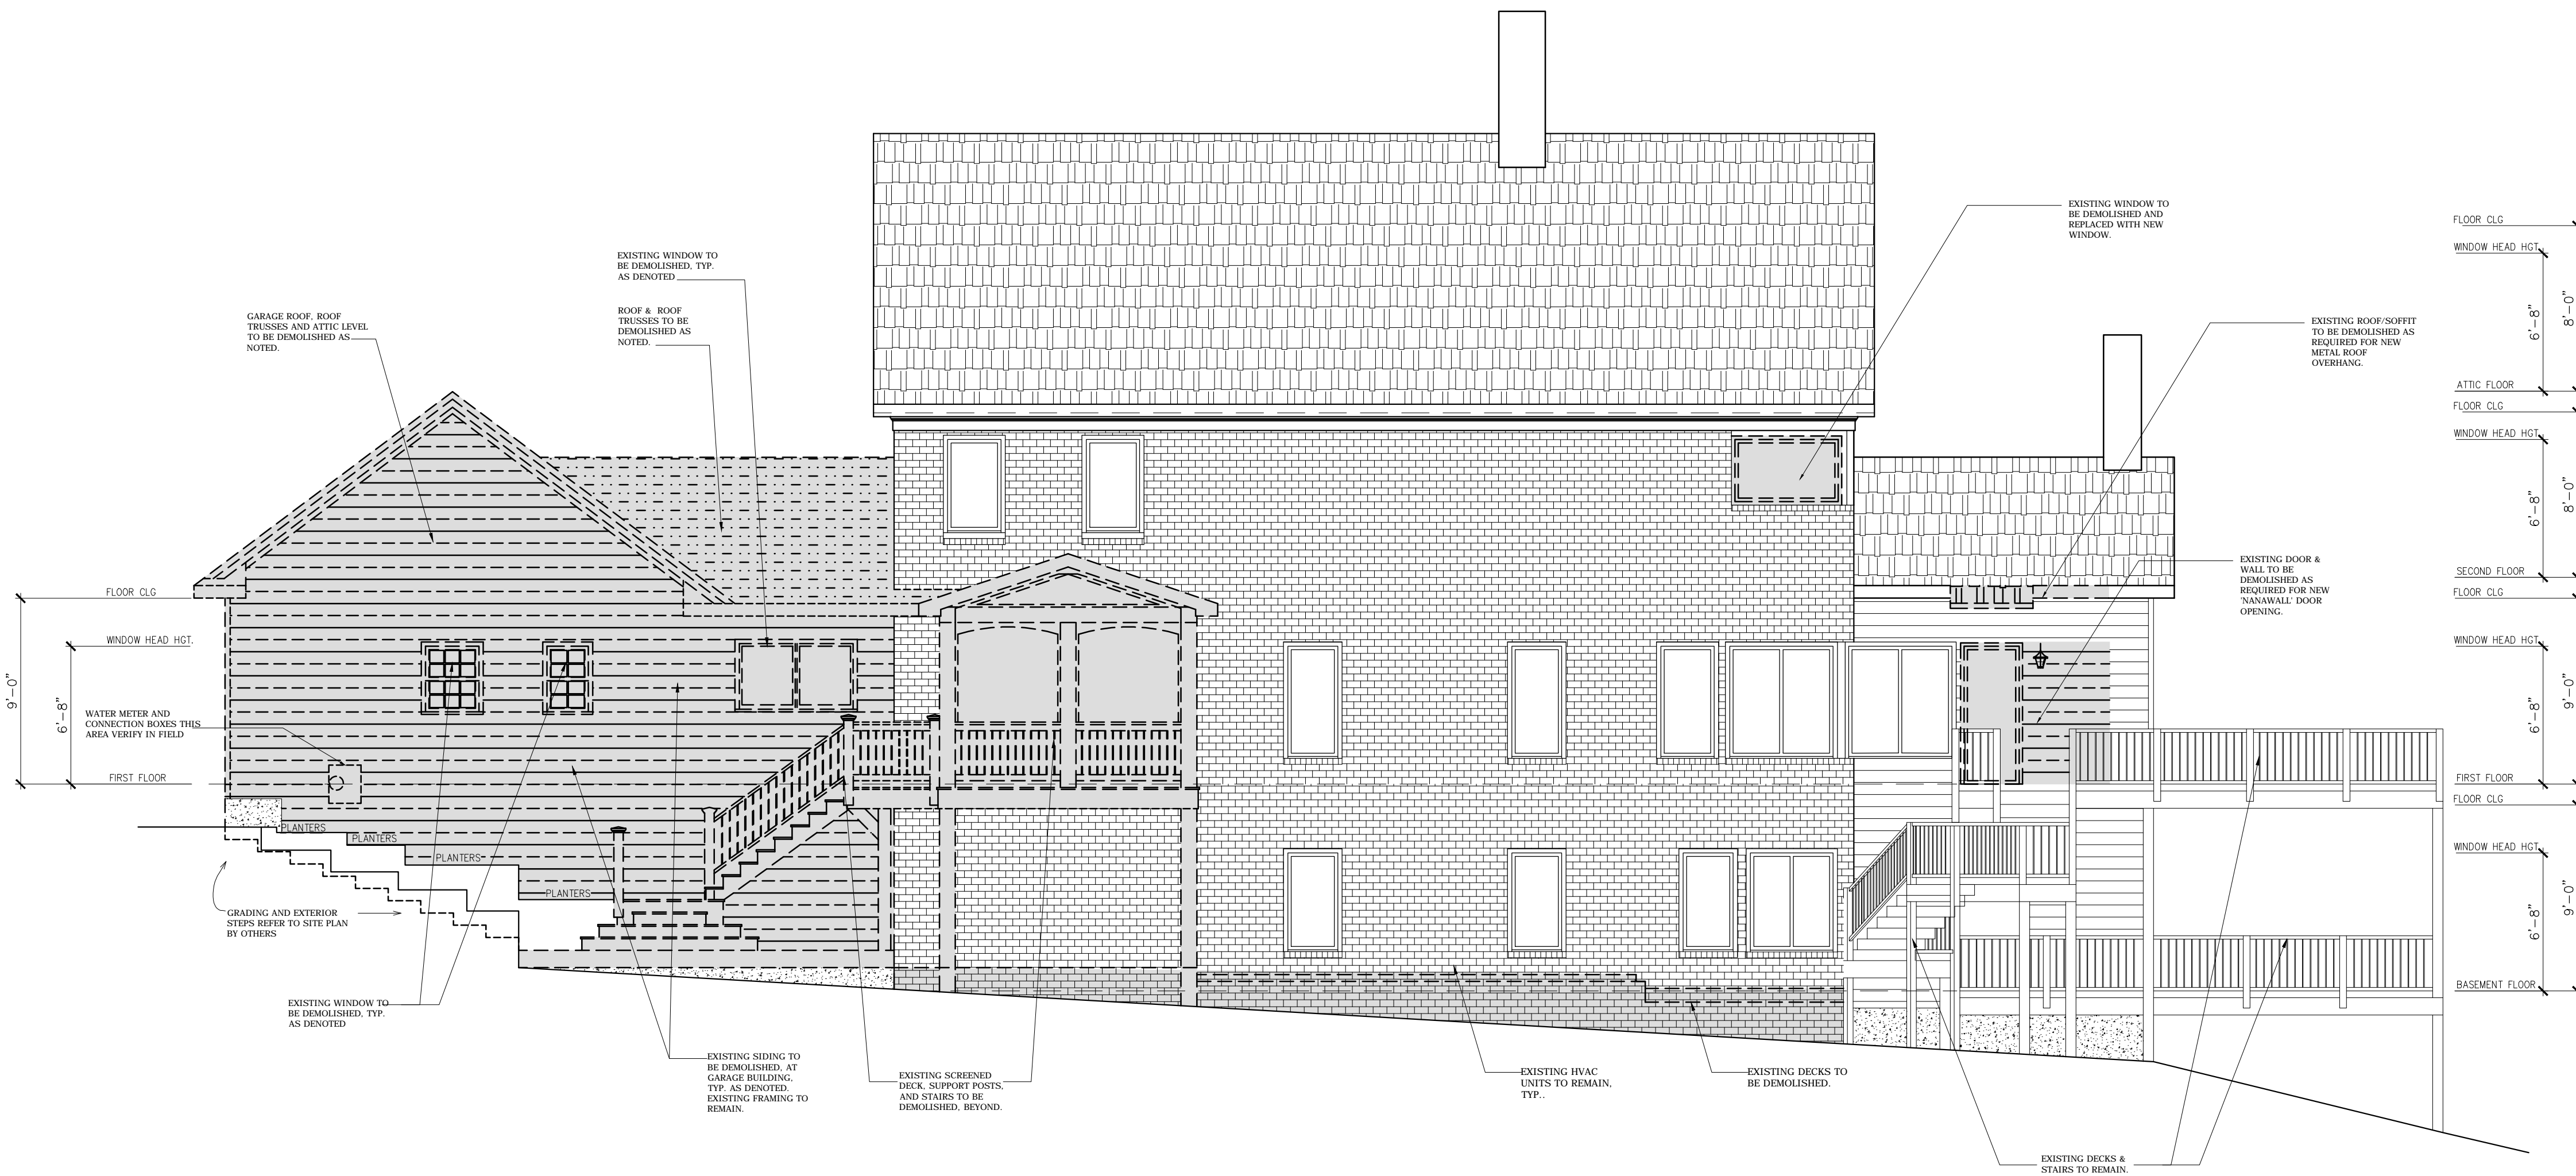 EXISTING WINDOW TO
BE DEMOLISHED AND
REPLACED WITH NEW
WINDOW.
EXISTING WINDOW TO
BE DEMOLISHED, TYP.
AS DENOTED
ROOF & ROOF
TRUSSES TO BE
DEMOLISHED AS
NOTED.
GARAGE ROOF, ROOF
TRUSSES AND ATTIC LEVEL
TO BE DEMOLISHED AS
NOTED.
EXISTING ROOF/SOFFIT
TO BE DEMOLISHED AS
REQUIRED FOR NEW
METAL ROOF
OVERHANG.
EXISTING DOOR &
WALL TO BE
DEMOLISHED AS
REQUIRED FOR NEW
'NANAWALL' DOOR
OPENING.
FLOOR CLG
WINDOW HEAD HGT.
9'-0"
6'-8"
WATER METER AND
CONNECTION BOXES THIS
AREA VERIFY IN FIELD
FIRST FLOOR
PLANTERS
PLANTERS
PLANTERS
PLANTERS
GRADING AND EXTERIOR
STEPS REFER TO SITE PLAN
BY OTHERS
EXISTING WINDOW TO
BE DEMOLISHED, TYP.
AS DENOTED
EXISTING SIDING TO
BE DEMOLISHED, AT
GARAGE BUILDING,
TYP. AS DENOTED.
EXISTING FRAMING TO
REMAIN.
EXISTING SCREENED
DECK, SUPPORT POSTS,
AND STAIRS TO BE
DEMOLISHED, BEYOND.
EXISTING HVAC
UNITS TO REMAIN,
TYP..
EXISTING DECKS TO
BE DEMOLISHED.
EXISTING DECKS &
STAIRS TO REMAIN.
FLOOR CLG
WINDOW HEAD HGT.
6'-8"
8'-0"
ATTIC FLOOR
FLOOR CLG
WINDOW HEAD HGT.
6'-8"
8'-0"
SECOND FLOOR
FLOOR CLG
WINDOW HEAD HGT.
6'-8"
9'-0"
FIRST FLOOR
FLOOR CLG
WINDOW HEAD HGT.
6'-8"
9'-0"
BASEMENT FLOOR